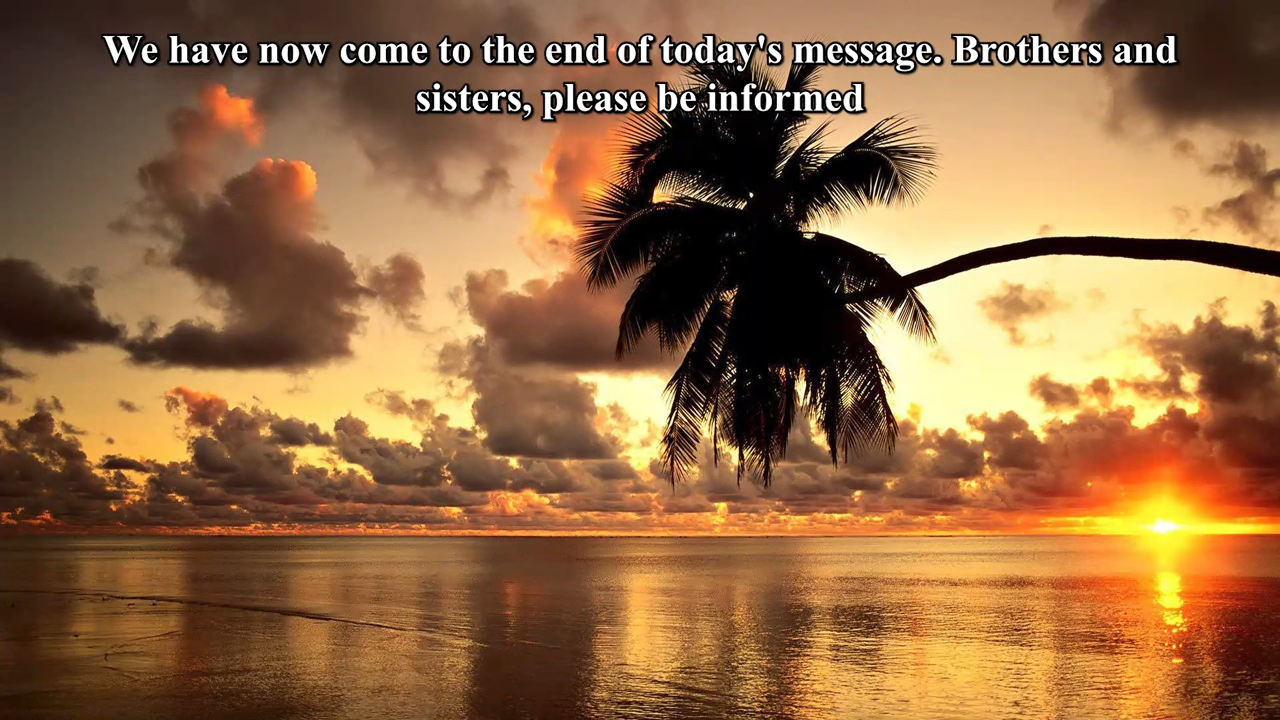 We have now come to the end of today's message. Brothers and
sisters, please be informed